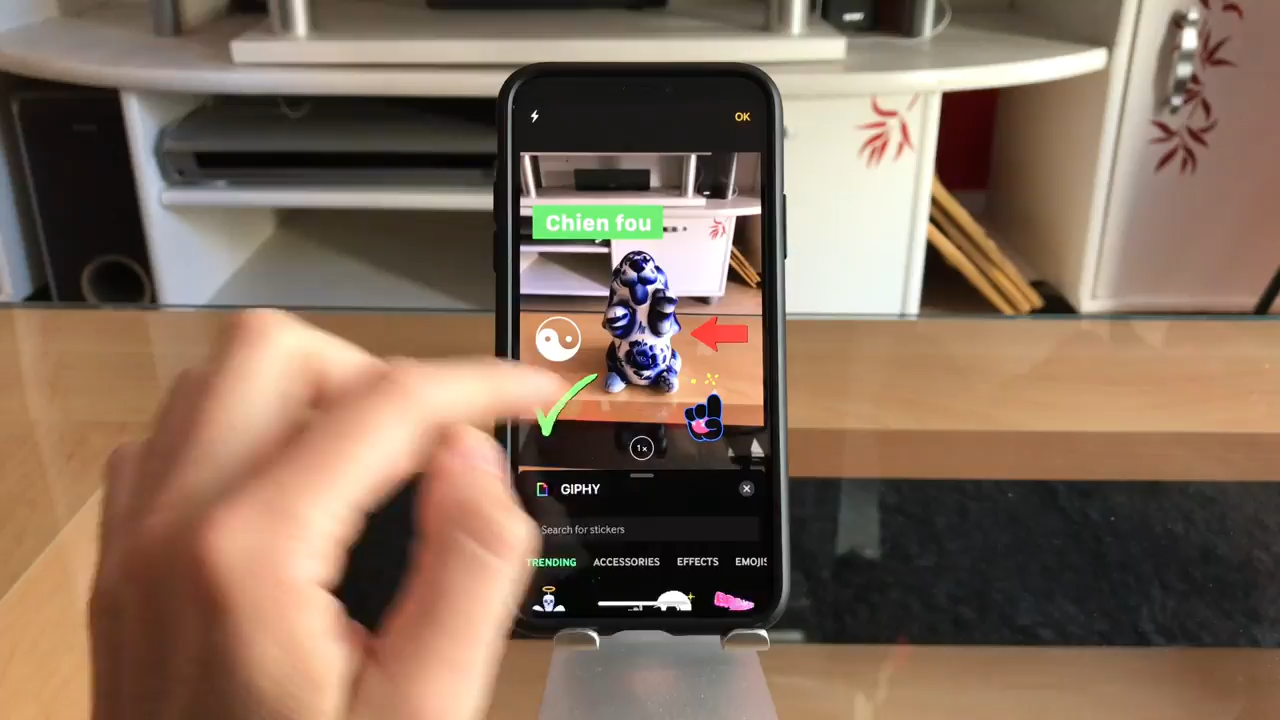 OK
Chien fou
1×
GIPHY
Search for stickers
TRENDING ACCESSORIES EFFECTS EMOJIS